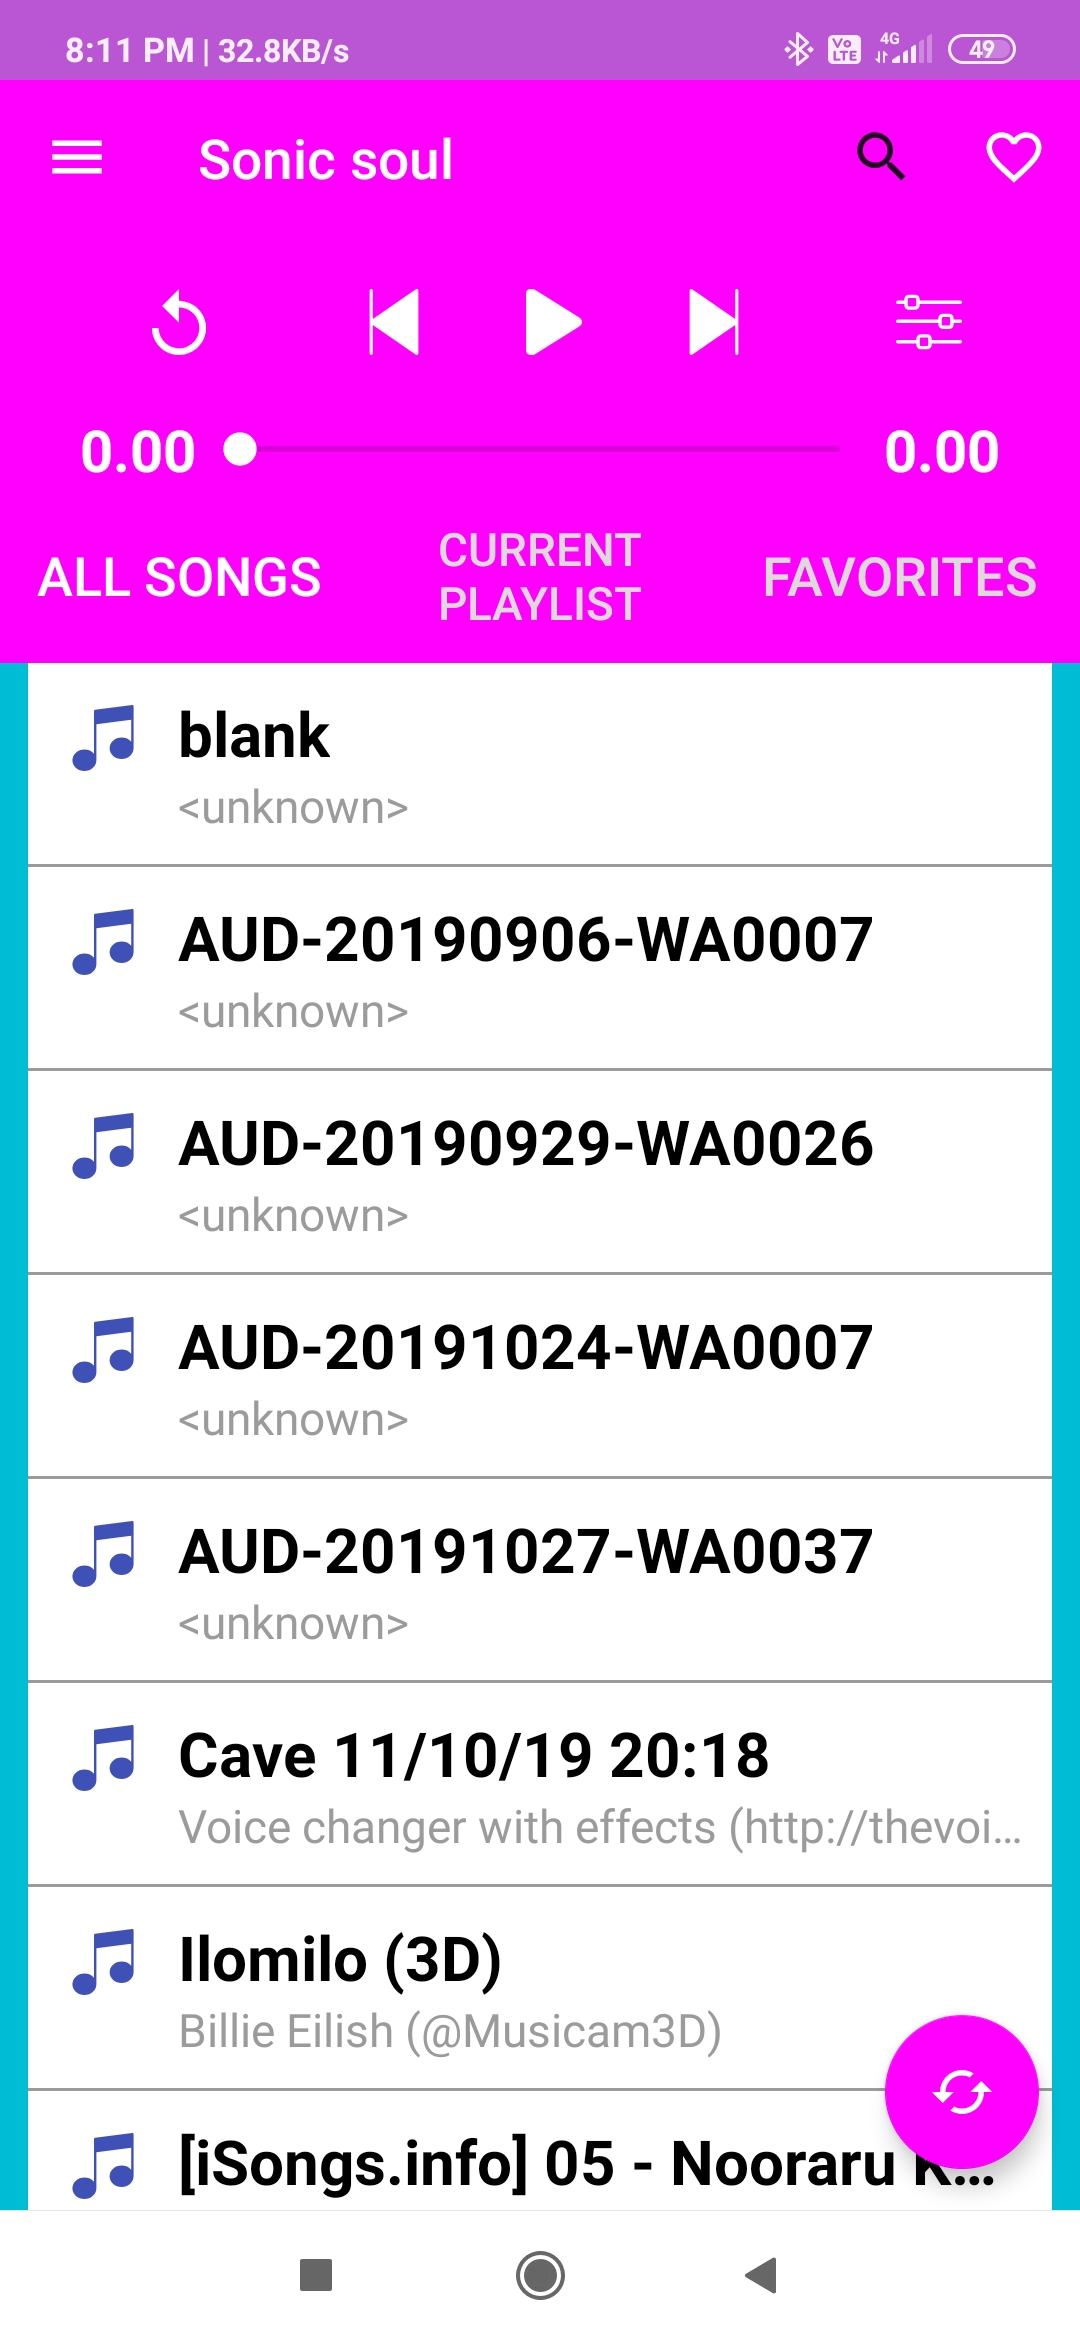 8:11 PM | 32.8KB/s
Vo LTE 4G 49
Sonic soul
0.00 0.00
ALL SONGS
CURRENT
PLAYLIST
FAVORITES
blank
<unknown>
AUD-20190906-WA0007
<unknown>
AUD-20190929-WA0026
<unknown>
AUD-20191024-WA0007
<unknown>
AUD-20191027-WA0037
<unknown>
Cave 11/10/19 20:18
Voice changer with effects (http://thevoi...
Ilomilo (3D)
Billie Eilish (@Musicam3D)
[iSongs.info] 05 - Nooraru K...